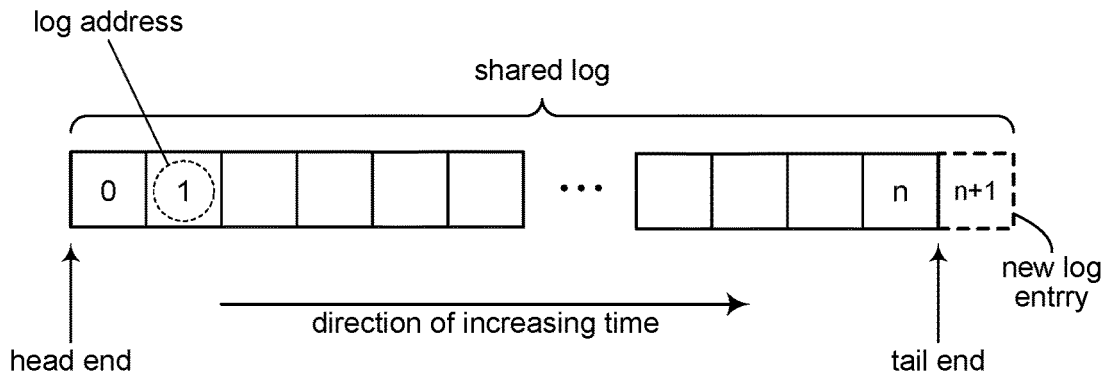 log address
shared log
0
1
...
n
n+1
new log
entrry
direction of increasing time
head end
tail end